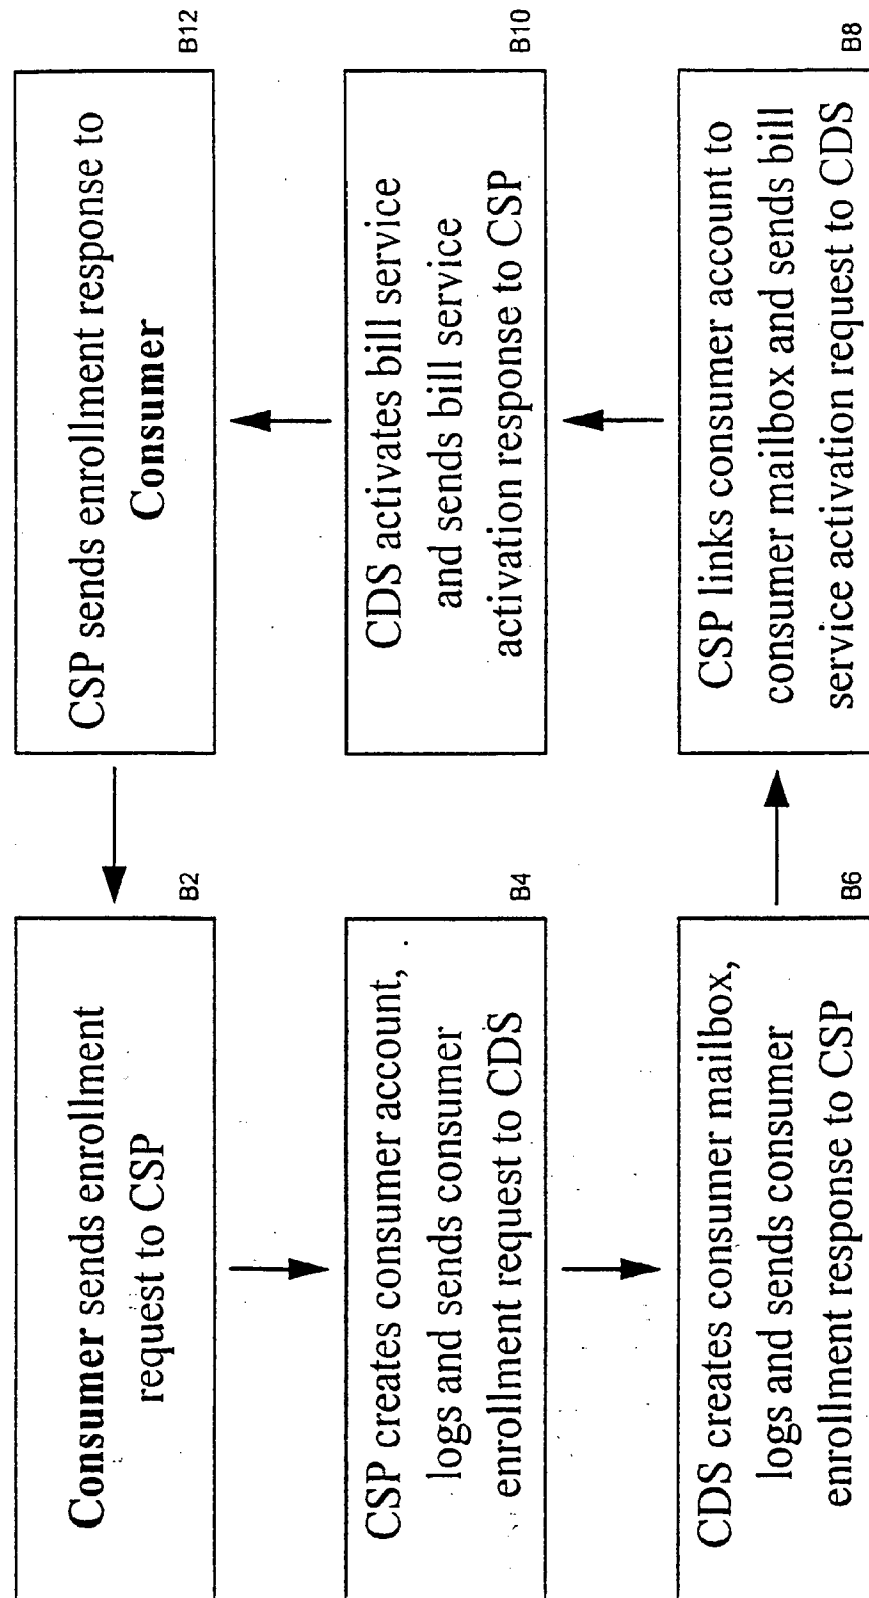 Consumer sends enrollment
request to CSP
B2
CSP creates consumer account,
logs and sends consumer
enrollment request to CDS
B4
CDS creates consumer mailbox,
logs and sends consumer
enrollment response to CSP
B6
CSP links consumer account to
consumer mailbox and sends bill
service activation request to CDS
B8
CDS activates bill service
and sends bill service
activation response to CSP
B10
CSP sends enrollment response to
Consumer
B12